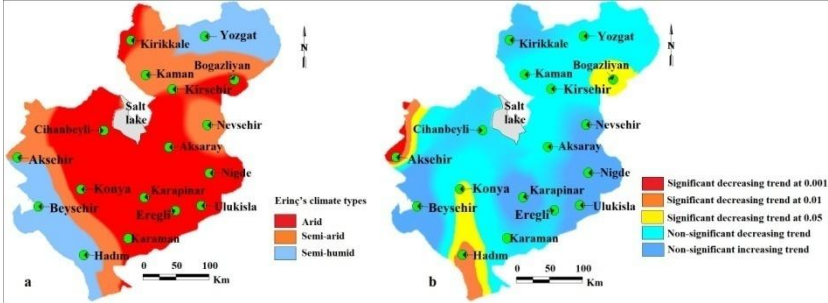 Kirikkale
Yozgat
N
Kaman
Bogazliyan
Kirsehir
Salt
lake
Cihanbeyli
Nevsehir
Aksaray
Aksehir
Nigde
Konya
Karapinar
Beysehir
Eregli
Ulukisla
Karaman
Hadım
Erinç's climate types
Arid
Semi-arid
Semi-humid
0 50 100
Km
a
Kirikkale
Yozgat
N
Bogazliyan
Kaman
Kirsehir
Salt
lake
Cihanbeyli
Nevsehir
Aksaray
Aksehir
Nigde
Konya
Karapinar
Beysehir
Eregli
Ulukisla
Karaman
Hadım
Significant decreasing trend at 0.001
Significant decreasing trend at 0.01
Significant decreasing trend at 0.05
Non-significant decreasing trend
Non-significant increasing trend
0 50 100
Km
b